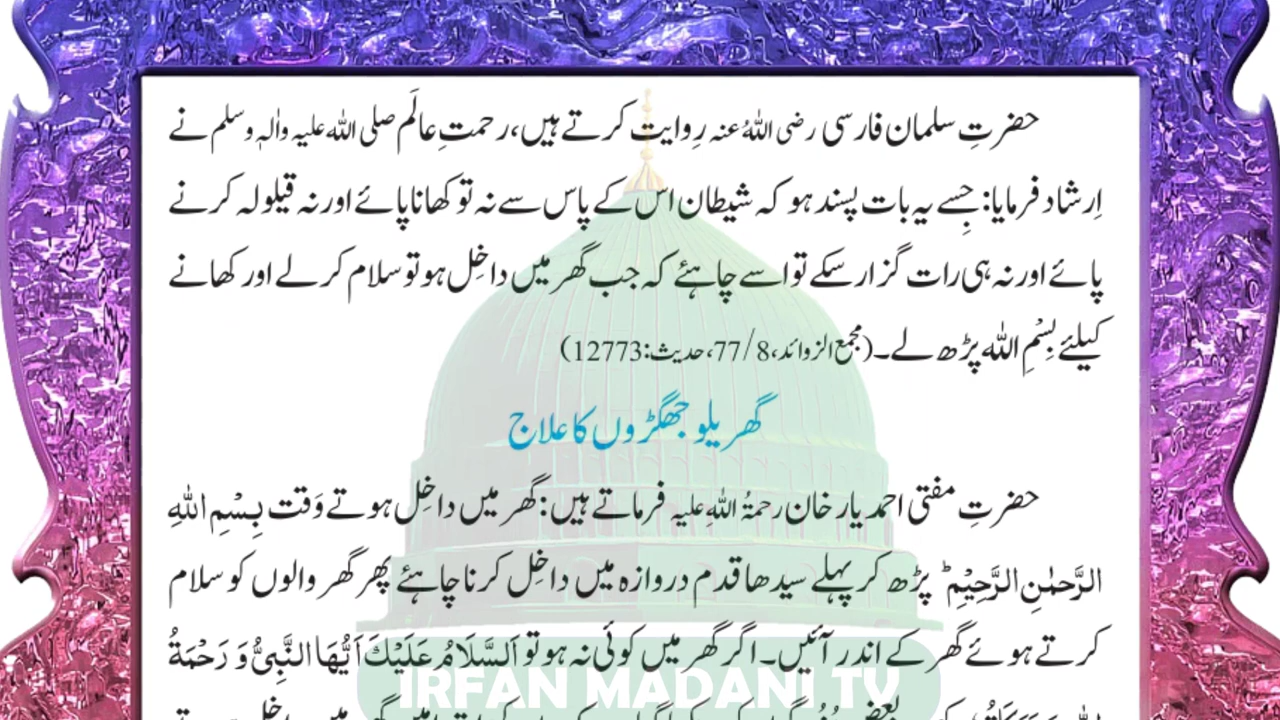 حضرتِ سلمان فارسی رضی اللہُ عنہ رِوایت کرتے ہیں، رحمتِ عالَم صلی اللہ علیہ واٰلہٖ وسلم نے
اِرشاد فرمایا: جِسے یہ بات پسند ہو کہ شیطان اس کے پاس سے نہ تو کھانا پائے اور نہ قیلولہ کرنے
پائے اور نہ ہی رات گزار سکے تو اسے چاہئے کہ جب گھر میں داخِل ہو تو سلام کر لے اور کھانے
کیلئے بِسْمِ اللہ پڑھ لے۔ (مجمع الزوائد، 8/77، حدیث: 12773)
گھریلو جھگڑوں کا علاج
حضرتِ مفتی احمد یار خان رحمۃُ اللہِ علیہ فرماتے ہیں: گھر میں داخِل ہوتے وَقت بِسْمِ اللهِ
الرَّحْمٰنِ الرَّحِيْمِ ؕ پڑھ کر پہلے سیدھا قدم دروازہ میں داخِل کرنا چاہئے پھر گھر والوں کو سلام
کرتے ہوئے گھر کے اندر آئیں۔ اگر گھر میں کوئی نہ ہو تو اَلسَّلَامُ عَلَيْكَ اَيُّهَا النَّبِىُّ وَ رَحْمَةُ
IRFAN MADANI TV